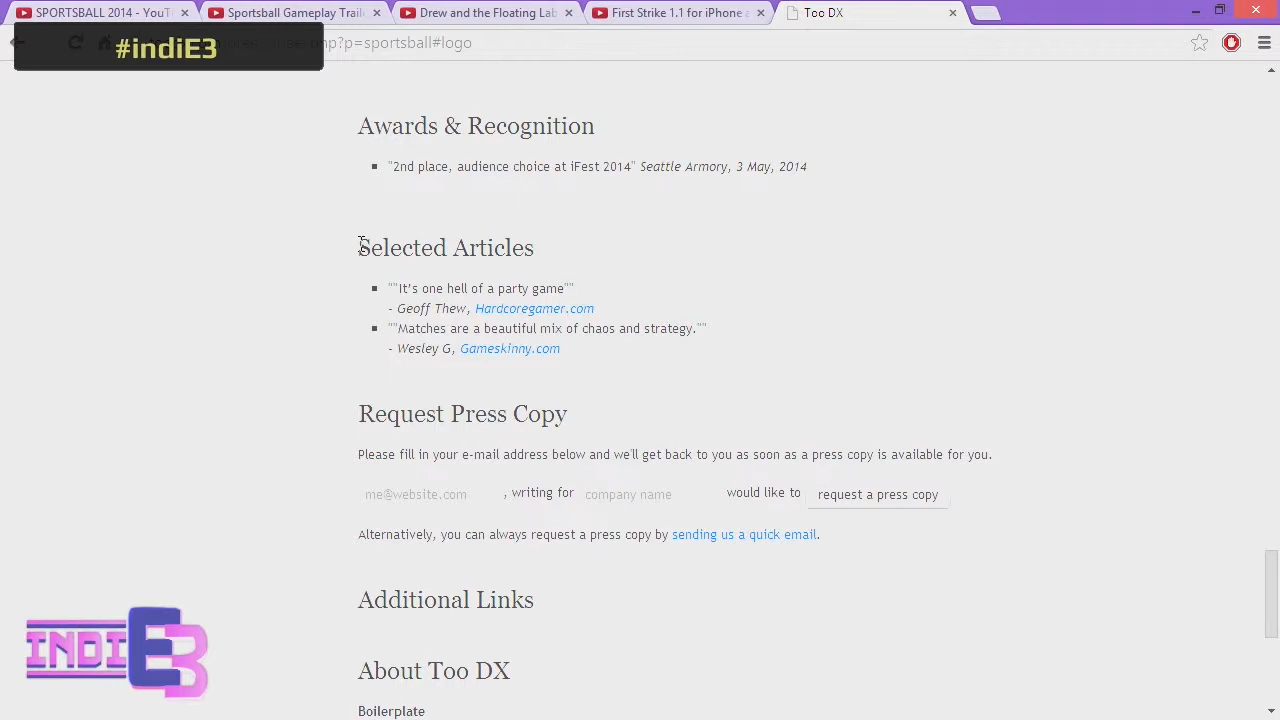 SPORTSBALL 2014 - YouT
Sportsball Gameplay Traile
Drew and the Floating Lab
First Strike 1.1 for iPhone a
Too DX
#indiE3
.php?p=sportsball#logo
Awards & Recognition
"2nd place, audience choice at iFest 2014" Seattle Armory, 3 May, 2014
Selected Articles
""It's one hell of a party game""
- Geoff Thew, Hardcoregamer.com
""Matches are a beautiful mix of chaos and strategy.""
- Wesley G, Gameskinny.com
Request Press Copy
Please fill in your e-mail address below and we'll get back to you as soon as a press copy is available for you.
me@website.com , writing for company name would like to request a press copy
Alternatively, you can always request a press copy by sending us a quick email.
Additional Links
About Too DX
Boilerplate
INDIE3